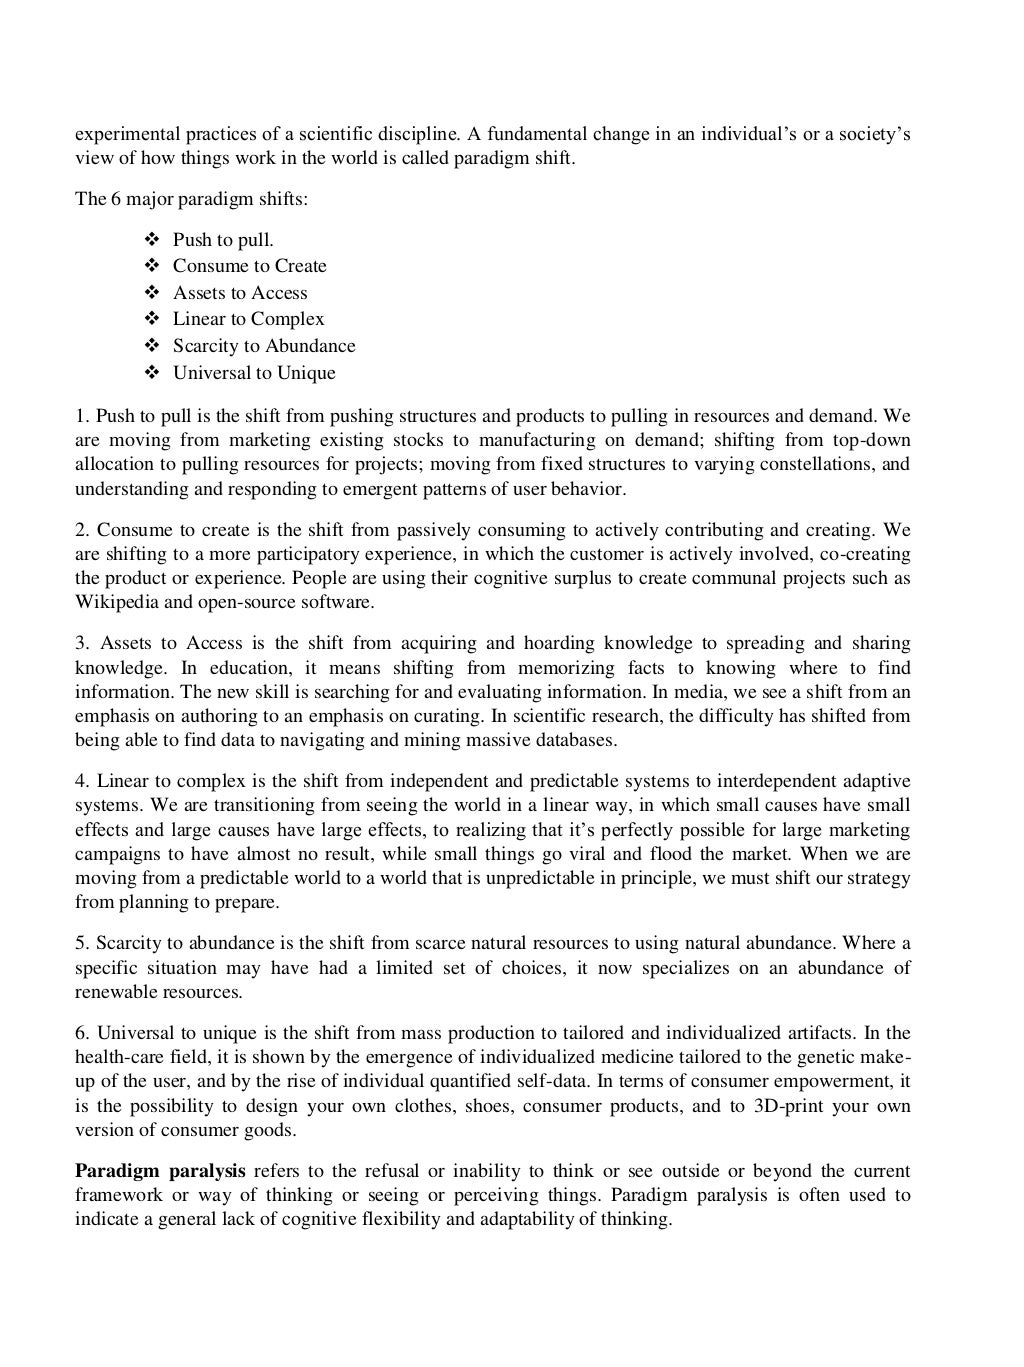 experimental practices of a scientific discipline. A fundamental change in an individual’s or a society’s
view of how things work in the world is called paradigm shift.
The 6 major paradigm shifts:
❖ Push to pull.
❖ Consume to Create
❖ Assets to Access
❖ Linear to Complex
❖ Scarcity to Abundance
❖ Universal to Unique
1. Push to pull is the shift from pushing structures and products to pulling in resources and demand. We
are moving from marketing existing stocks to manufacturing on demand; shifting from top-down
allocation to pulling resources for projects; moving from fixed structures to varying constellations, and
understanding and responding to emergent patterns of user behavior.
2. Consume to create is the shift from passively consuming to actively contributing and creating. We
are shifting to a more participatory experience, in which the customer is actively involved, co-creating
the product or experience. People are using their cognitive surplus to create communal projects such as
Wikipedia and open-source software.
3. Assets to Access is the shift from acquiring and hoarding knowledge to spreading and sharing
knowledge. In education, it means shifting from memorizing facts to knowing where to find
information. The new skill is searching for and evaluating information. In media, we see a shift from an
emphasis on authoring to an emphasis on curating. In scientific research, the difficulty has shifted from
being able to find data to navigating and mining massive databases.
4. Linear to complex is the shift from independent and predictable systems to interdependent adaptive
systems. We are transitioning from seeing the world in a linear way, in which small causes have small
effects and large causes have large effects, to realizing that it’s perfectly possible for large marketing
campaigns to have almost no result, while small things go viral and flood the market. When we are
moving from a predictable world to a world that is unpredictable in principle, we must shift our strategy
from planning to prepare.
5. Scarcity to abundance is the shift from scarce natural resources to using natural abundance. Where a
specific situation may have had a limited set of choices, it now specializes on an abundance of
renewable resources.
6. Universal to unique is the shift from mass production to tailored and individualized artifacts. In the
health-care field, it is shown by the emergence of individualized medicine tailored to the genetic make-
up of the user, and by the rise of individual quantified self-data. In terms of consumer empowerment, it
is the possibility to design your own clothes, shoes, consumer products, and to 3D-print your own
version of consumer goods.
Paradigm paralysis refers to the refusal or inability to think or see outside or beyond the current
framework or way of thinking or seeing or perceiving things. Paradigm paralysis is often used to
indicate a general lack of cognitive flexibility and adaptability of thinking.